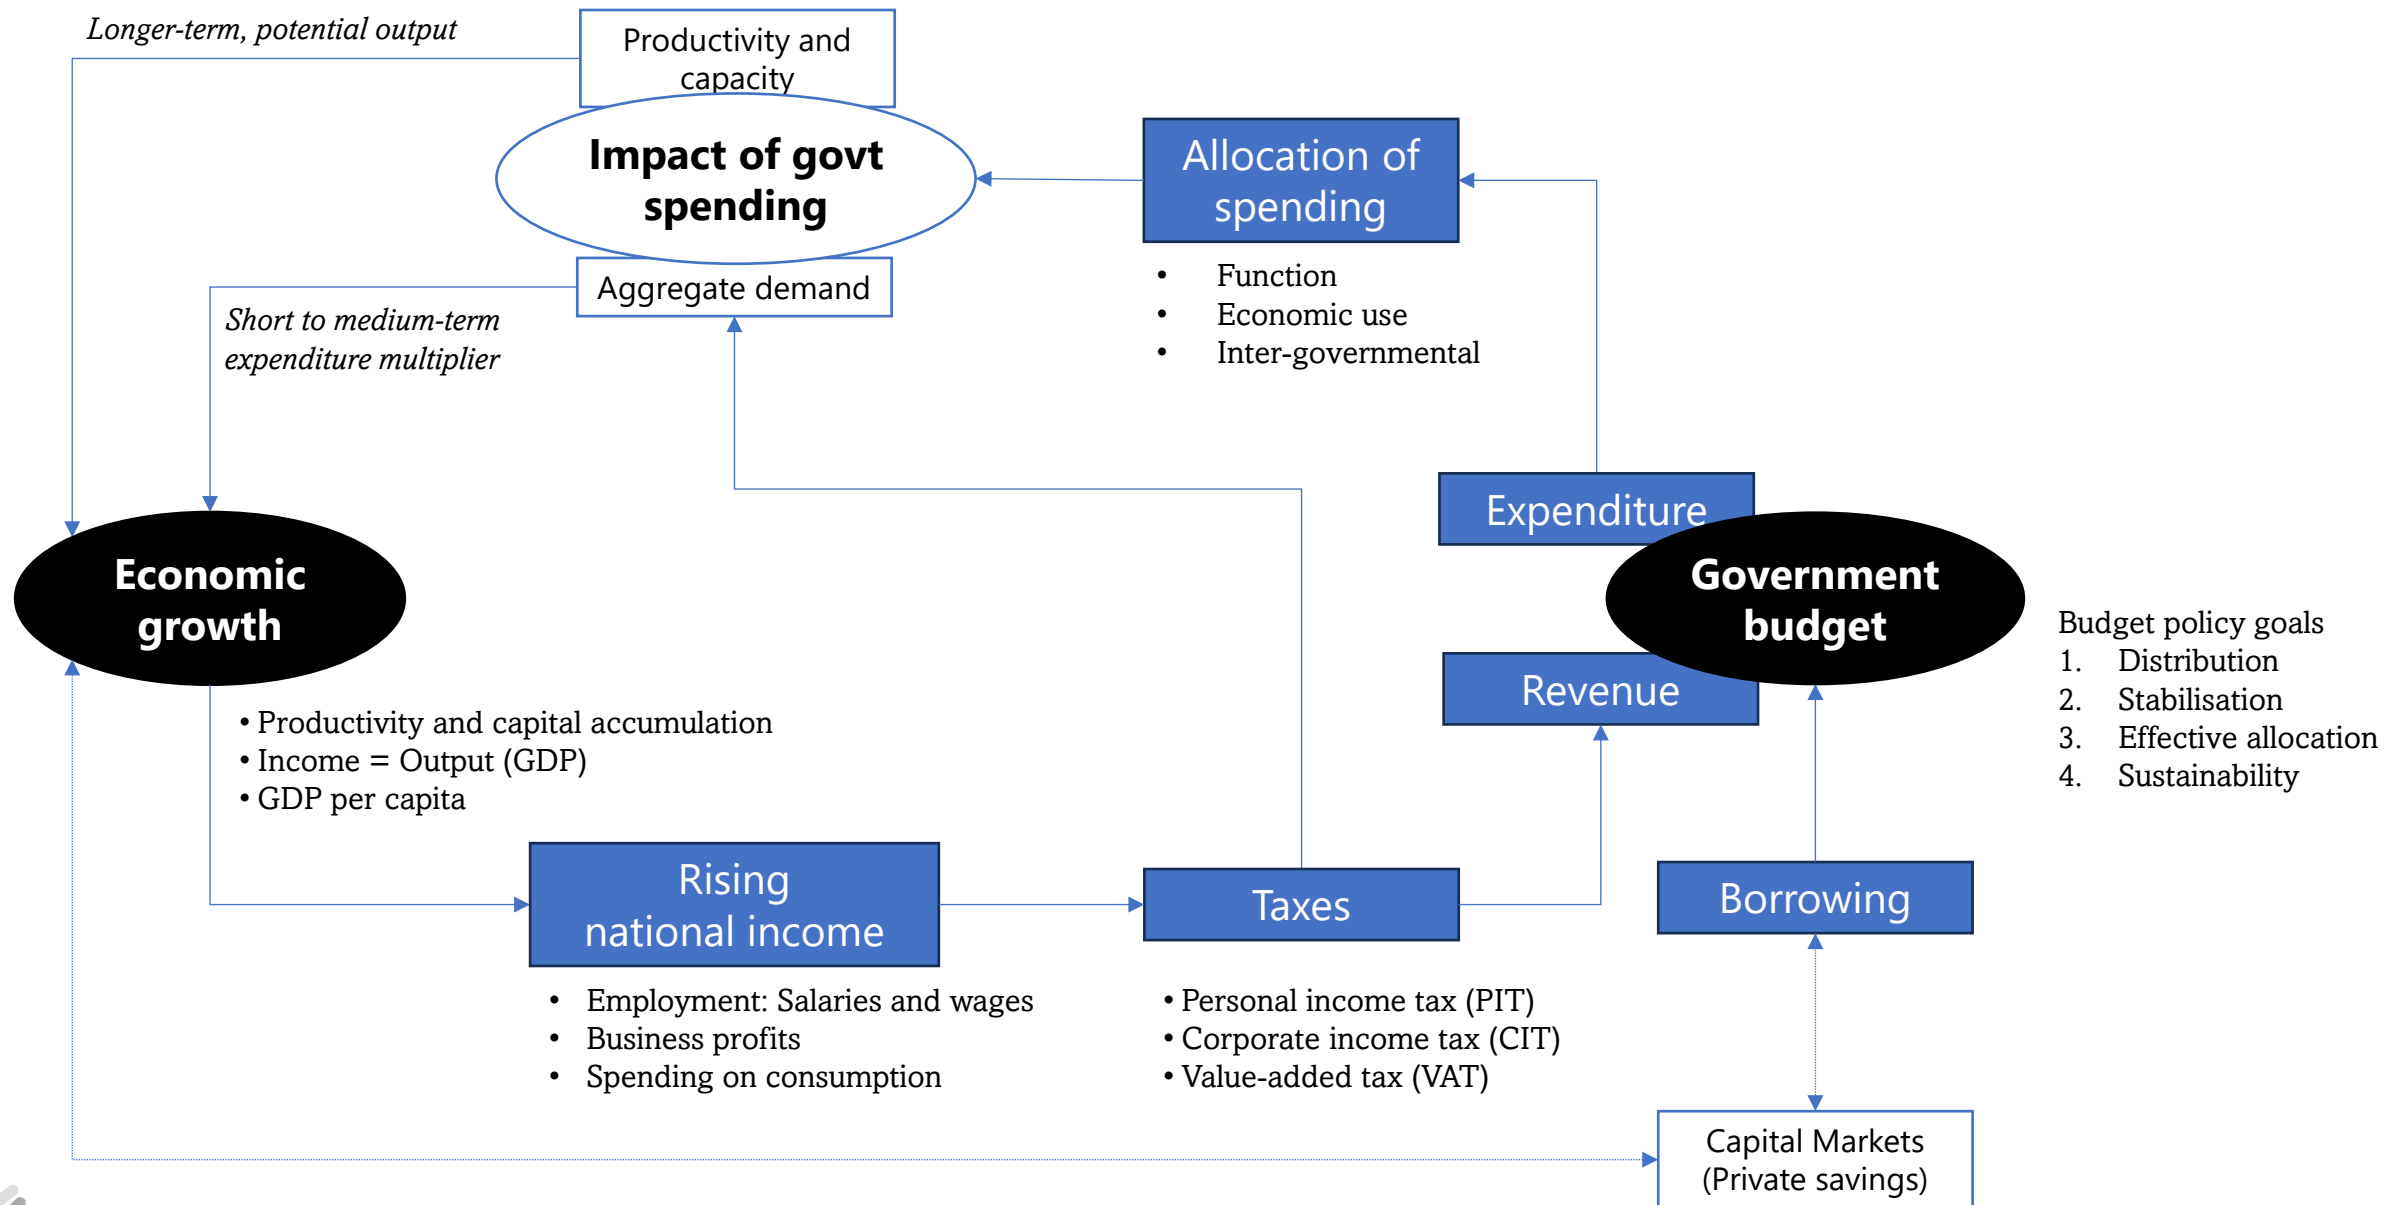 Longer-term, potential output
Productivity and
capacity
Impact of govt
spending
Aggregate demand
Short to medium-term
expenditure multiplier
Allocation of
spending
• Function
• Economic use
• Inter-governmental
Expenditure
Government
budget
Revenue
Budget policy goals
1. Distribution
2. Stabilisation
3. Effective allocation
4. Sustainability
Economic
growth
• Productivity and capital accumulation
• Income = Output (GDP)
• GDP per capita
Rising
national income
• Employment: Salaries and wages
• Business profits
• Spending on consumption
Taxes
• Personal income tax (PIT)
• Corporate income tax (CIT)
• Value-added tax (VAT)
Borrowing
Capital Markets
(Private savings)